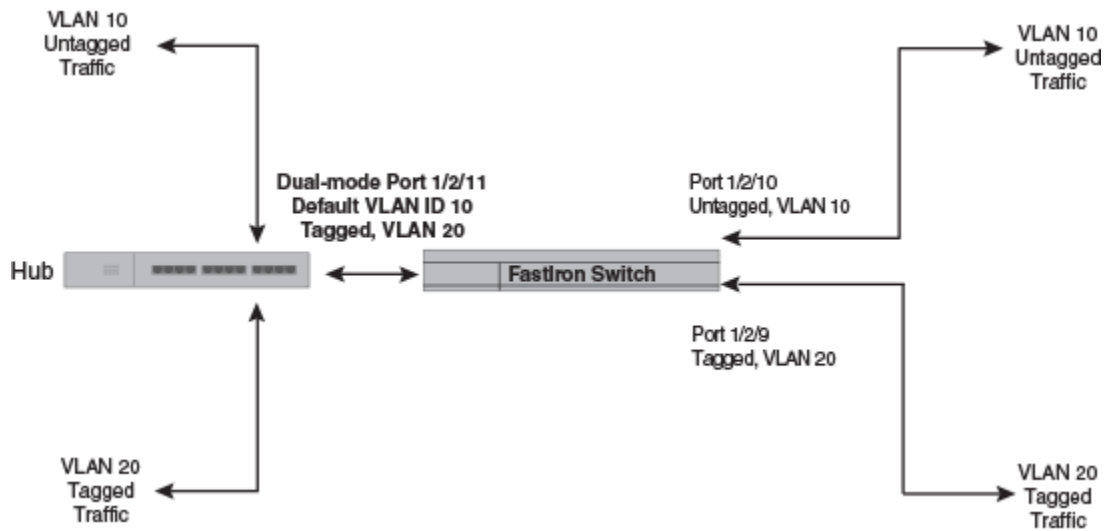 VLAN 10
Untagged
Traffic
VLAN 10
Untagged
Traffic
Dual-mode Port 1/2/11
Default VLAN ID 10
Tagged, VLAN 20
Port 1/2/10
Untagged, VLAN 10
Hub
FastIron Switch
Port 1/2/9
Tagged, VLAN 20
VLAN 20
Tagged
Traffic
VLAN 20
Tagged
Traffic